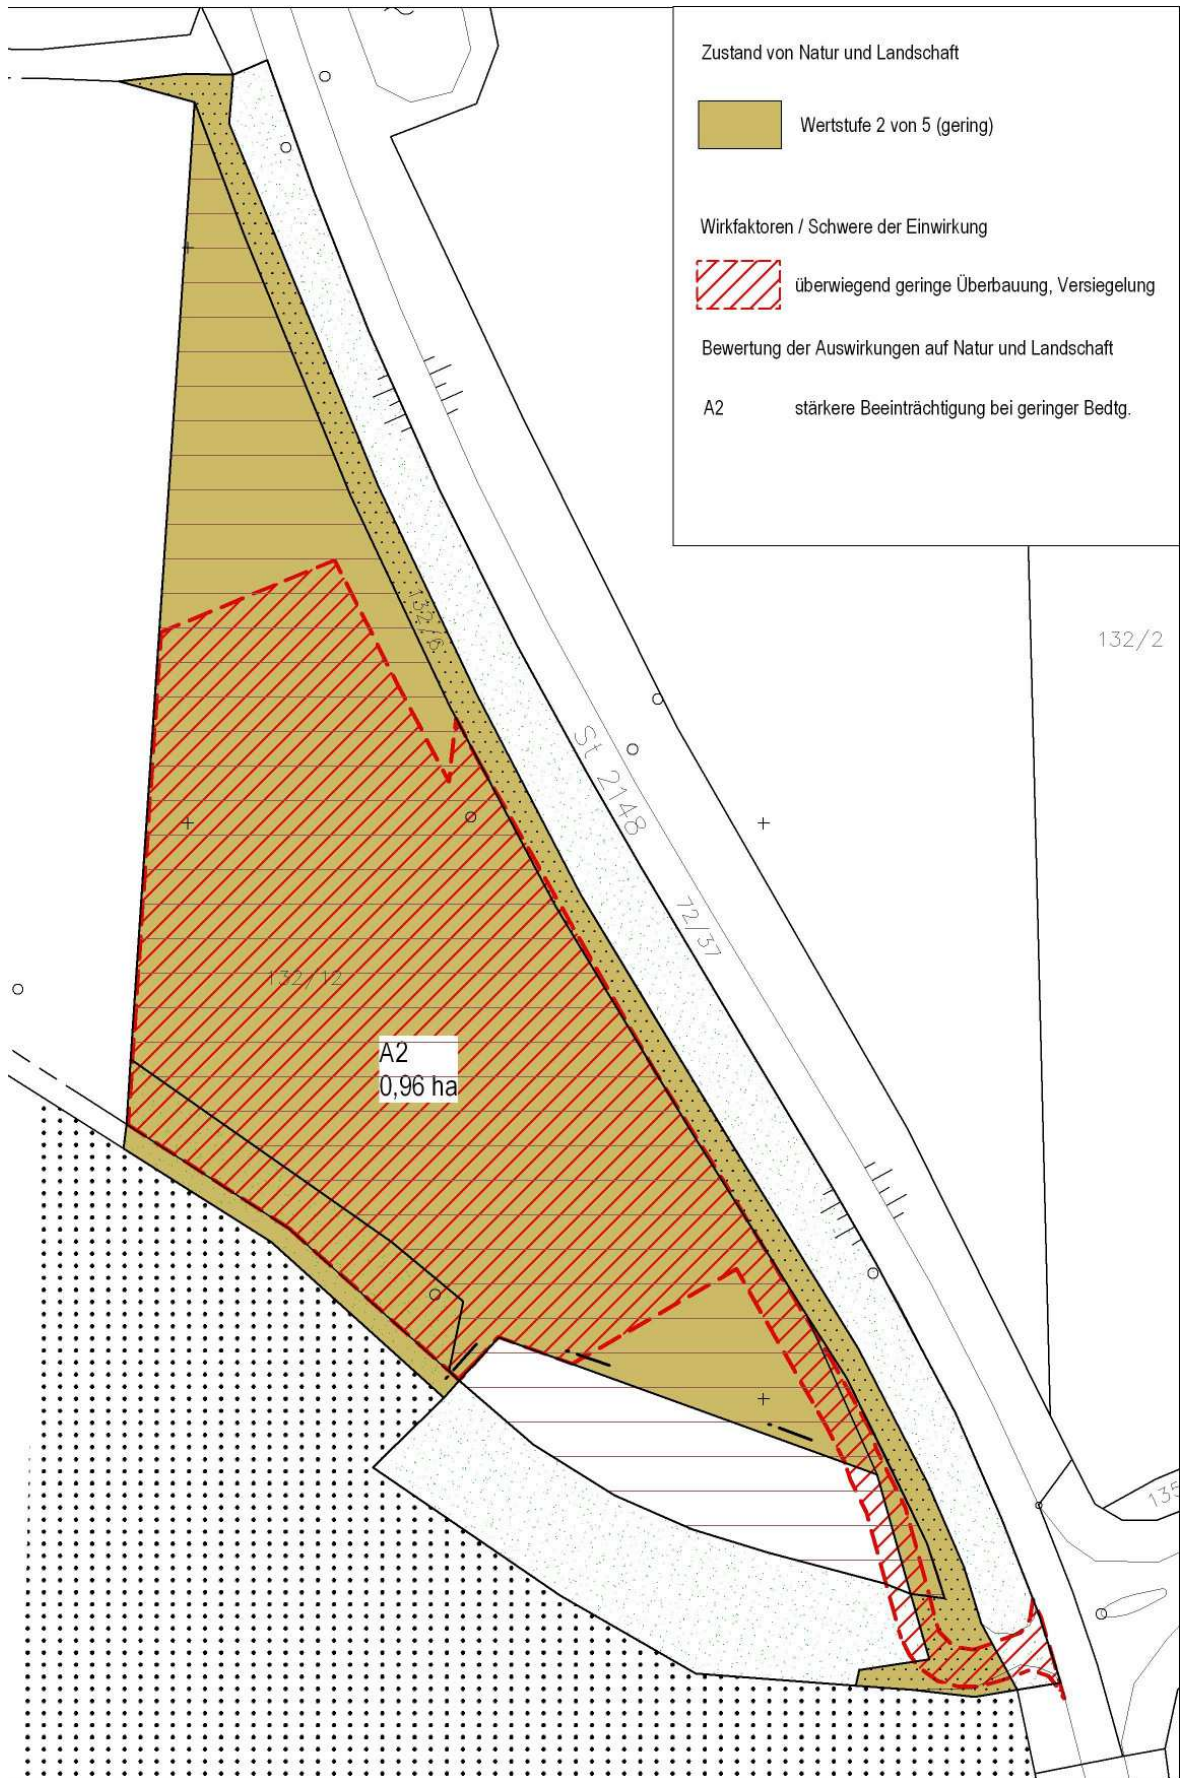 Zustand von Natur und Landschaft
Wertstufe 2 von 5 (gering)
Wirkfaktoren / Schwere der Einwirkung
überwiegend geringe Überbauung, Versiegelung
Bewertung der Auswirkungen auf Natur und Landschaft
A2 stärkere Beeinträchtigung bei geringer Bedtg.
132/6
132/2
St 2148
72/37
132/12
A2
0,96 ha
135